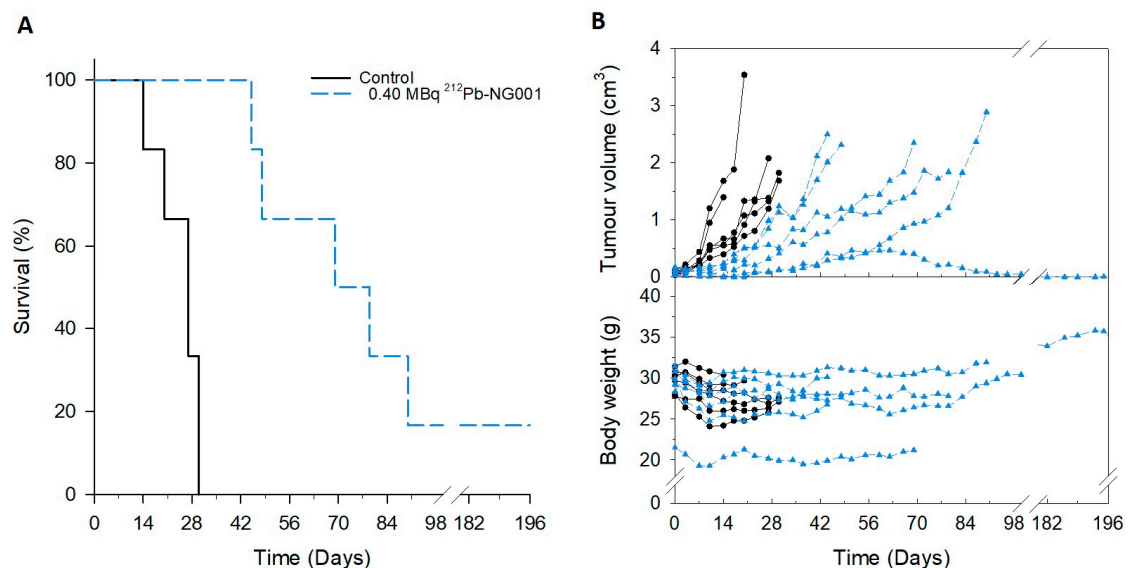 A
Survival (%)
100
80
60
40
20
0
Control
0.40 MBq ²¹²Pb-NG001
0 14 28 42 56 70 84 98 182 196
Time (Days)
B
Tumour volume (cm³)
4
3
2
1
0
Body weight (g)
40
35
30
25
20
0
0 14 28 42 56 70 84 98 182 196
Time (Days)